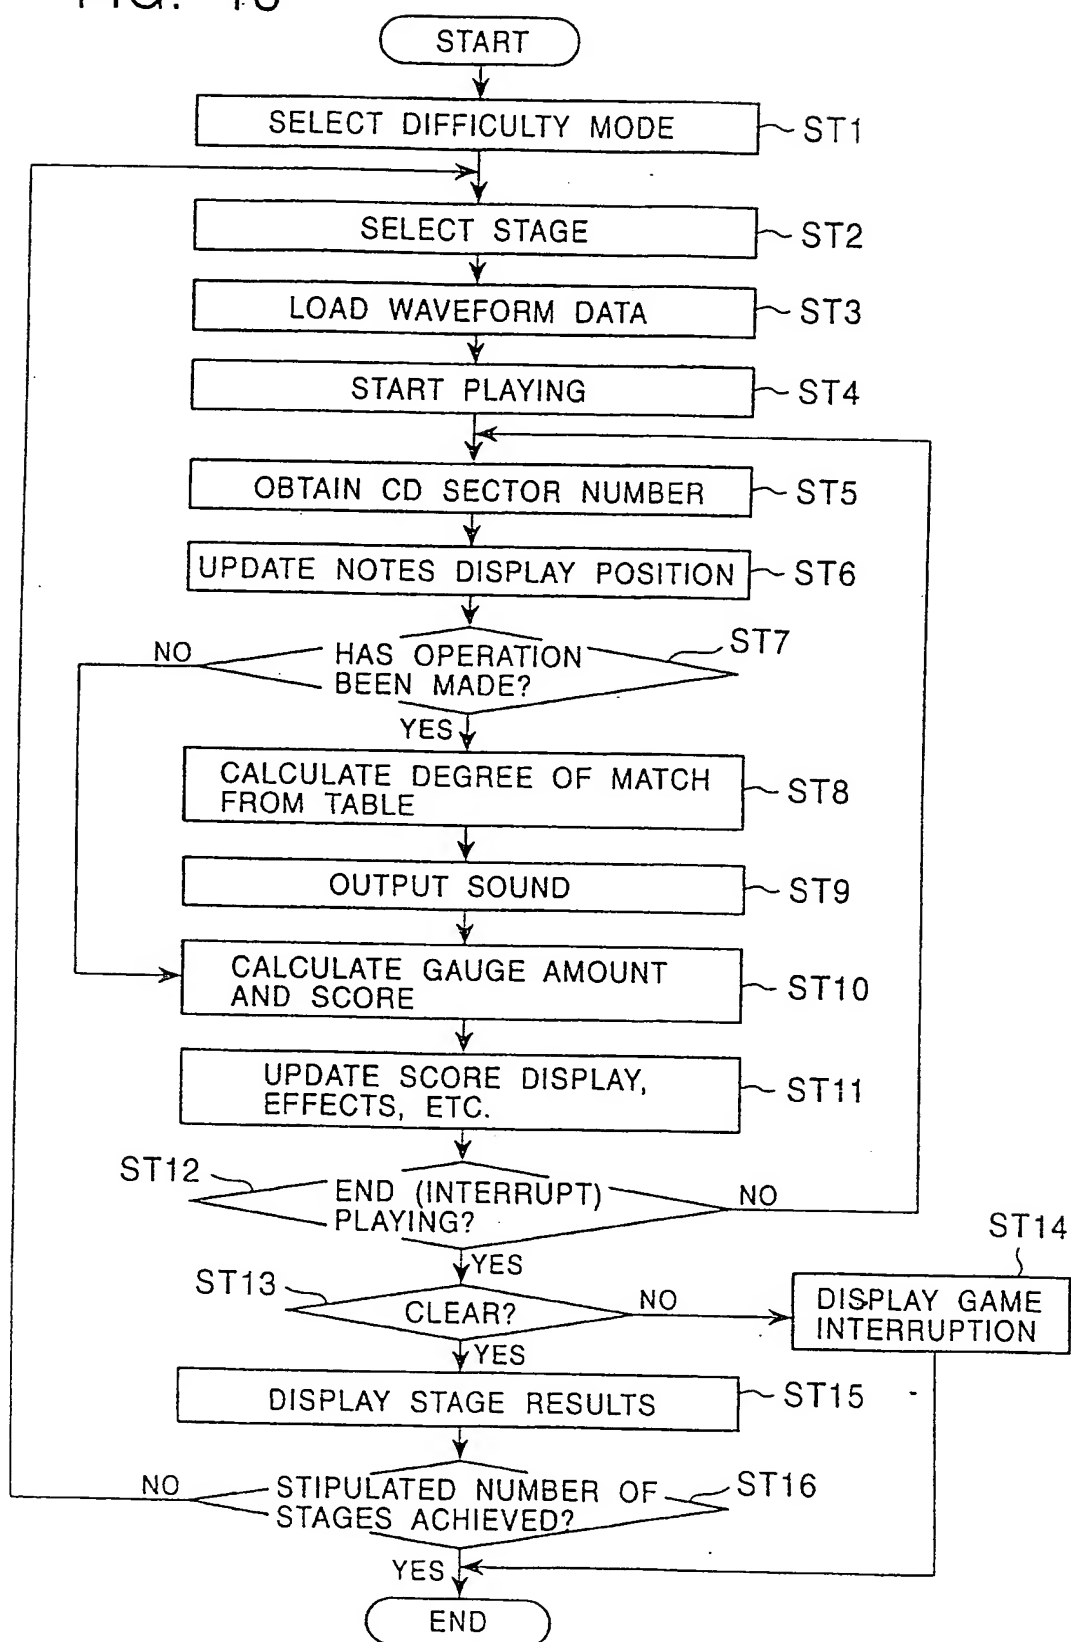 START
SELECT DIFFICULTY MODE
ST1
SELECT STAGE
ST2
LOAD WAVEFORM DATA
ST3
START PLAYING
ST4
OBTAIN CD SECTOR NUMBER
ST5
UPDATE NOTES DISPLAY POSITION
ST6
ST7
NO
HAS OPERATION
BEEN MADE?
YES
CALCULATE DEGREE OF MATCH
FROM TABLE
ST8
OUTPUT SOUND
ST9
CALCULATE GAUGE AMOUNT
AND SCORE
ST10
UPDATE SCORE DISPLAY,
EFFECTS, ETC.
ST11
ST12
END (INTERRUPT)
PLAYING?
NO
YES
ST14
ST13
CLEAR?
NO
DISPLAY GAME
INTERRUPTION
YES
DISPLAY STAGE RESULTS
ST15
NO
STIPULATED NUMBER OF
STAGES ACHIEVED?
ST16
YES
END